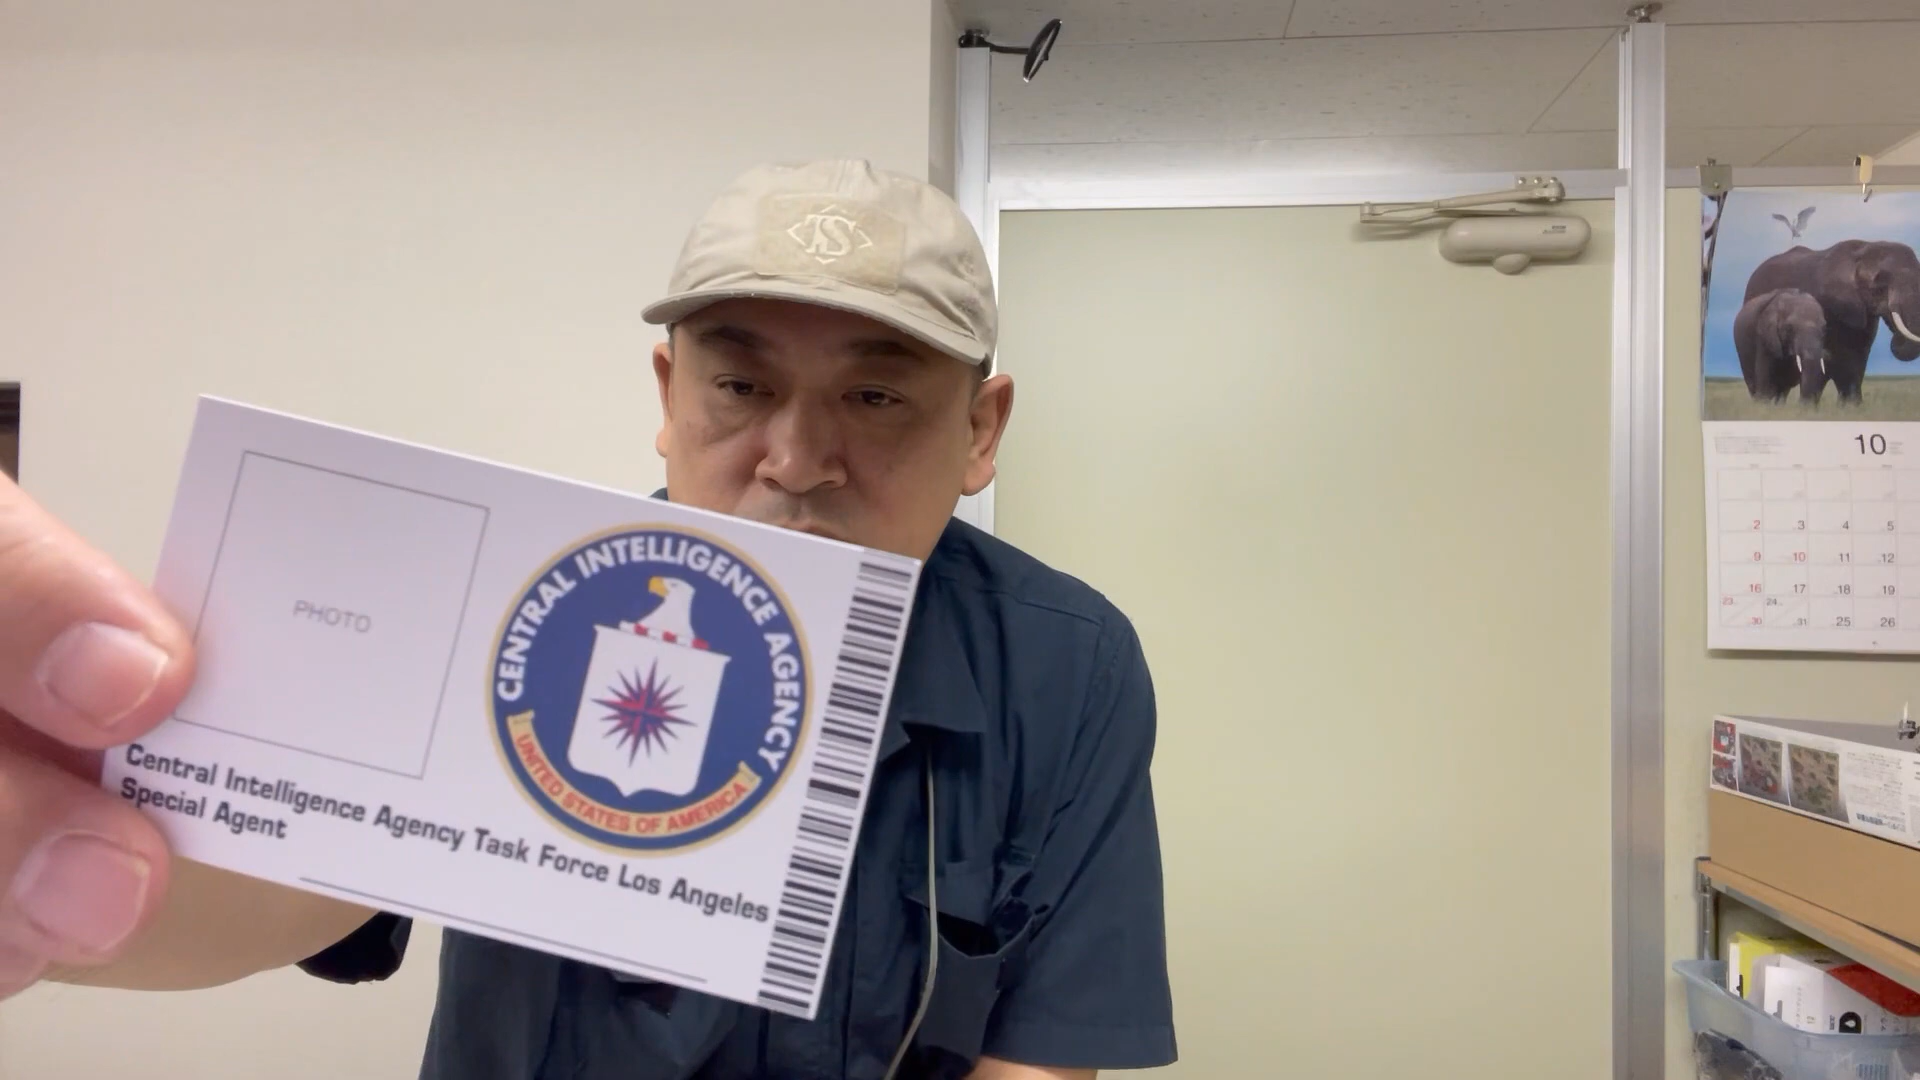 TS
PHOTO
CENTRAL INTELLIGENCE AGENCY
UNITED STATES OF AMERICA
Central Intelligence Agency Task Force Los Angeles
Special Agent
10
2 3 4 5
9 10 11 12
16 17 18 19
23 24
30 31 25 26